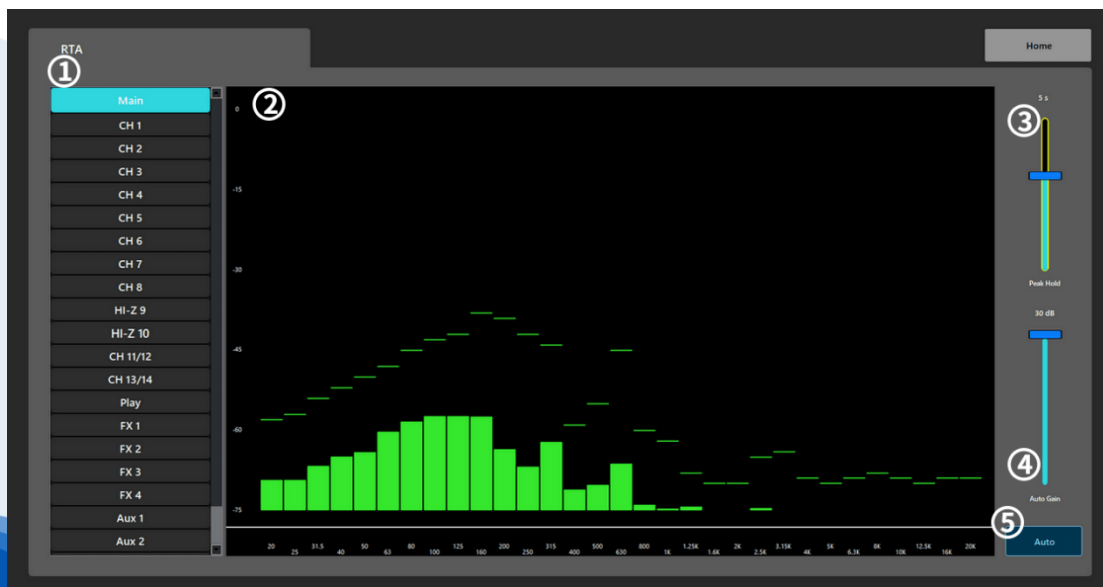 RTA
Home
①
Main
CH 1
CH 2
CH 3
CH 4
CH 5
CH 6
CH 7
CH 8
HI-Z 9
HI-Z 10
CH 11/12
CH 13/14
Play
FX 1
FX 2
FX 3
FX 4
Aux 1
Aux 2
②
0
-15
-30
-45
-60
-75
20 25 31.5 40 50 63 80 100 125 160 200 250 315 400 500 630 800 1K 1.25K 1.6K 2K 2.5K 3.15K 4K 5K 6.3K 8K 10K 12.5K 16K 20K
5 s
③
Peak Hold
30 dB
④
Auto Gain
⑤
Auto